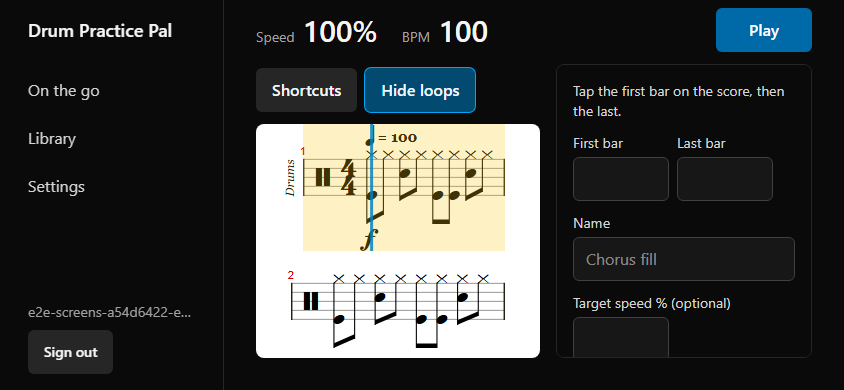 Drum Practice Pal
On the go
Library
Settings
e2e-screens-a54d6422-e...
Sign out
Speed 100% BPM 100
Play
Shortcuts
Hide loops
= 100
1
Drums
4
4
f
2
Tap the first bar on the score, then
the last.
First bar
Last bar
Name
Chorus fill
Target speed % (optional)